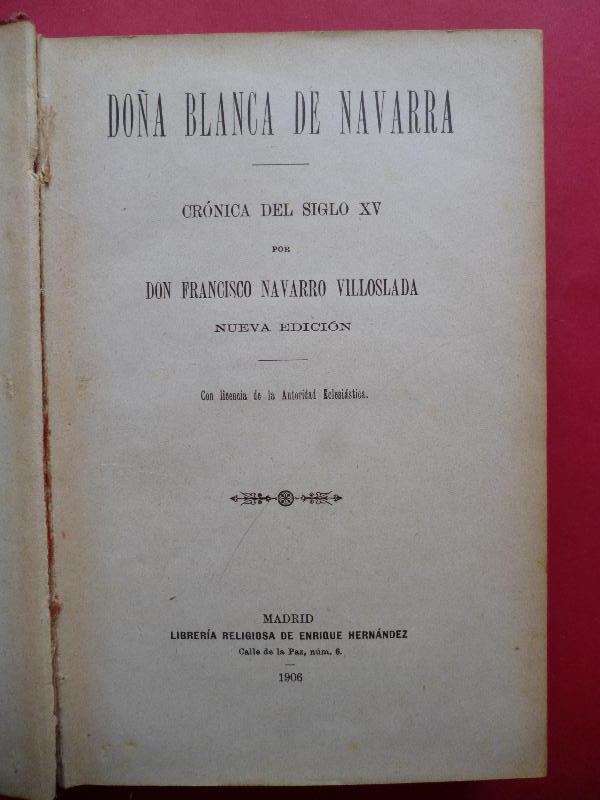 DOÑA BLANCA DE NAVARRA
CRÓNICA DEL SIGLO XV
POR
DON FRANCISCO NAVARRO VILLOSLADA
NUEVA EDICIÓN
Con licencia de la Autoridad Eclesiástica.
MADRID
LIBRERÍA RELIGIOSA DE ENRIQUE HERNÁNDEZ
Calle de la Paz, núm. 6.
1906